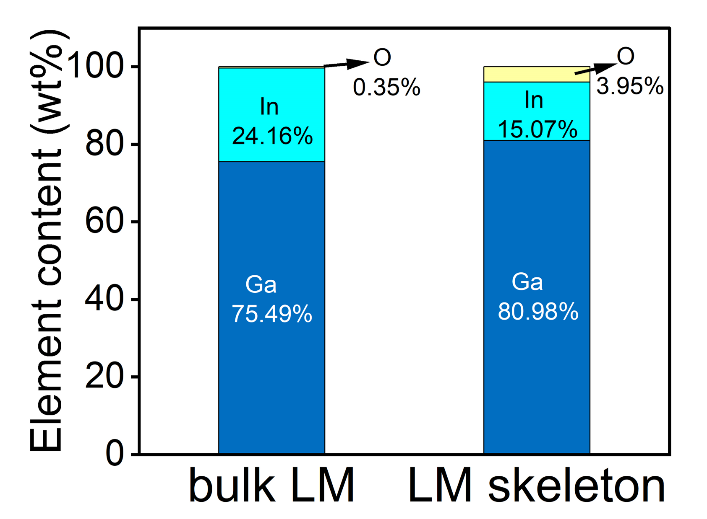 Element content (wt%)
100
80
60
40
20
0
O
0.35%
In
24.16%
Ga
75.49%
O
3.95%
In
15.07%
Ga
80.98%
bulk LM
LM skeleton